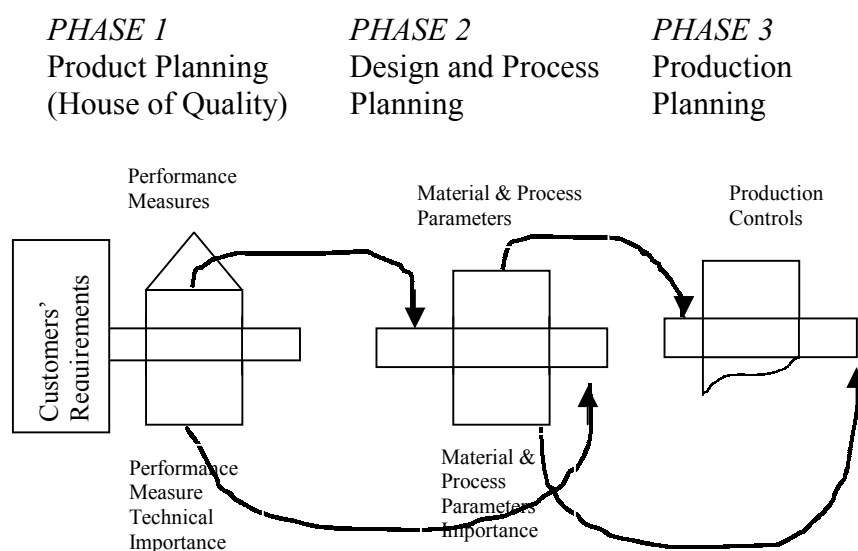 PHASE 1
Product Planning
(House of Quality)
PHASE 2
Design and Process
Planning
PHASE 3
Production
Planning
Performance
Measures
Material & Process
Parameters
Production
Controls
Customers'
Requirements
Performance
Measure
Technical
Importance
Material &
Process
Parameters
Importance